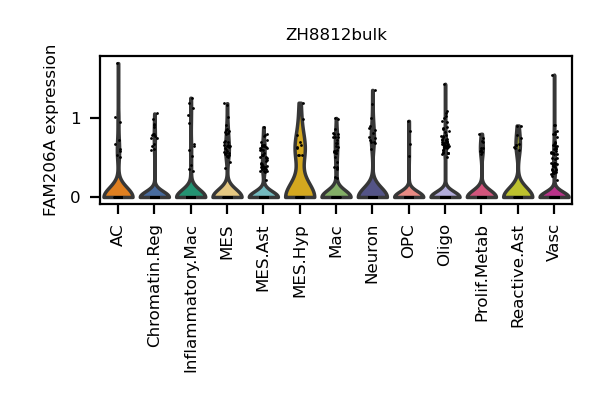 ZH8812bulk
FAM206A expression
1
0
AC
Chromatin.Reg
Inflammatory.Mac
MES
MES.Ast
MES.Hyp
Mac
Neuron
OPC
Oligo
Prolif.Metab
Reactive.Ast
Vasc